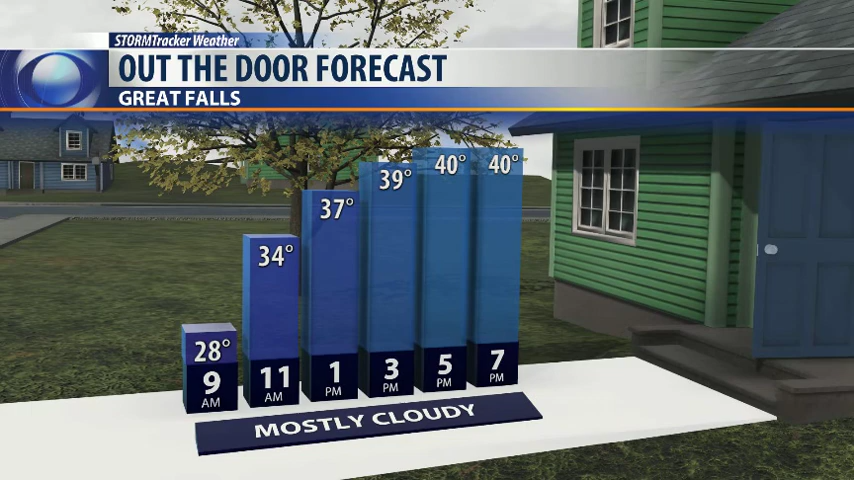 STORMTracker Weather
OUT THE DOOR FORECAST
GREAT FALLS
28° 34° 37° 39° 40° 40°
9 AM 11 AM 1 PM 3 PM 5 PM 7 PM
MOSTLY CLOUDY